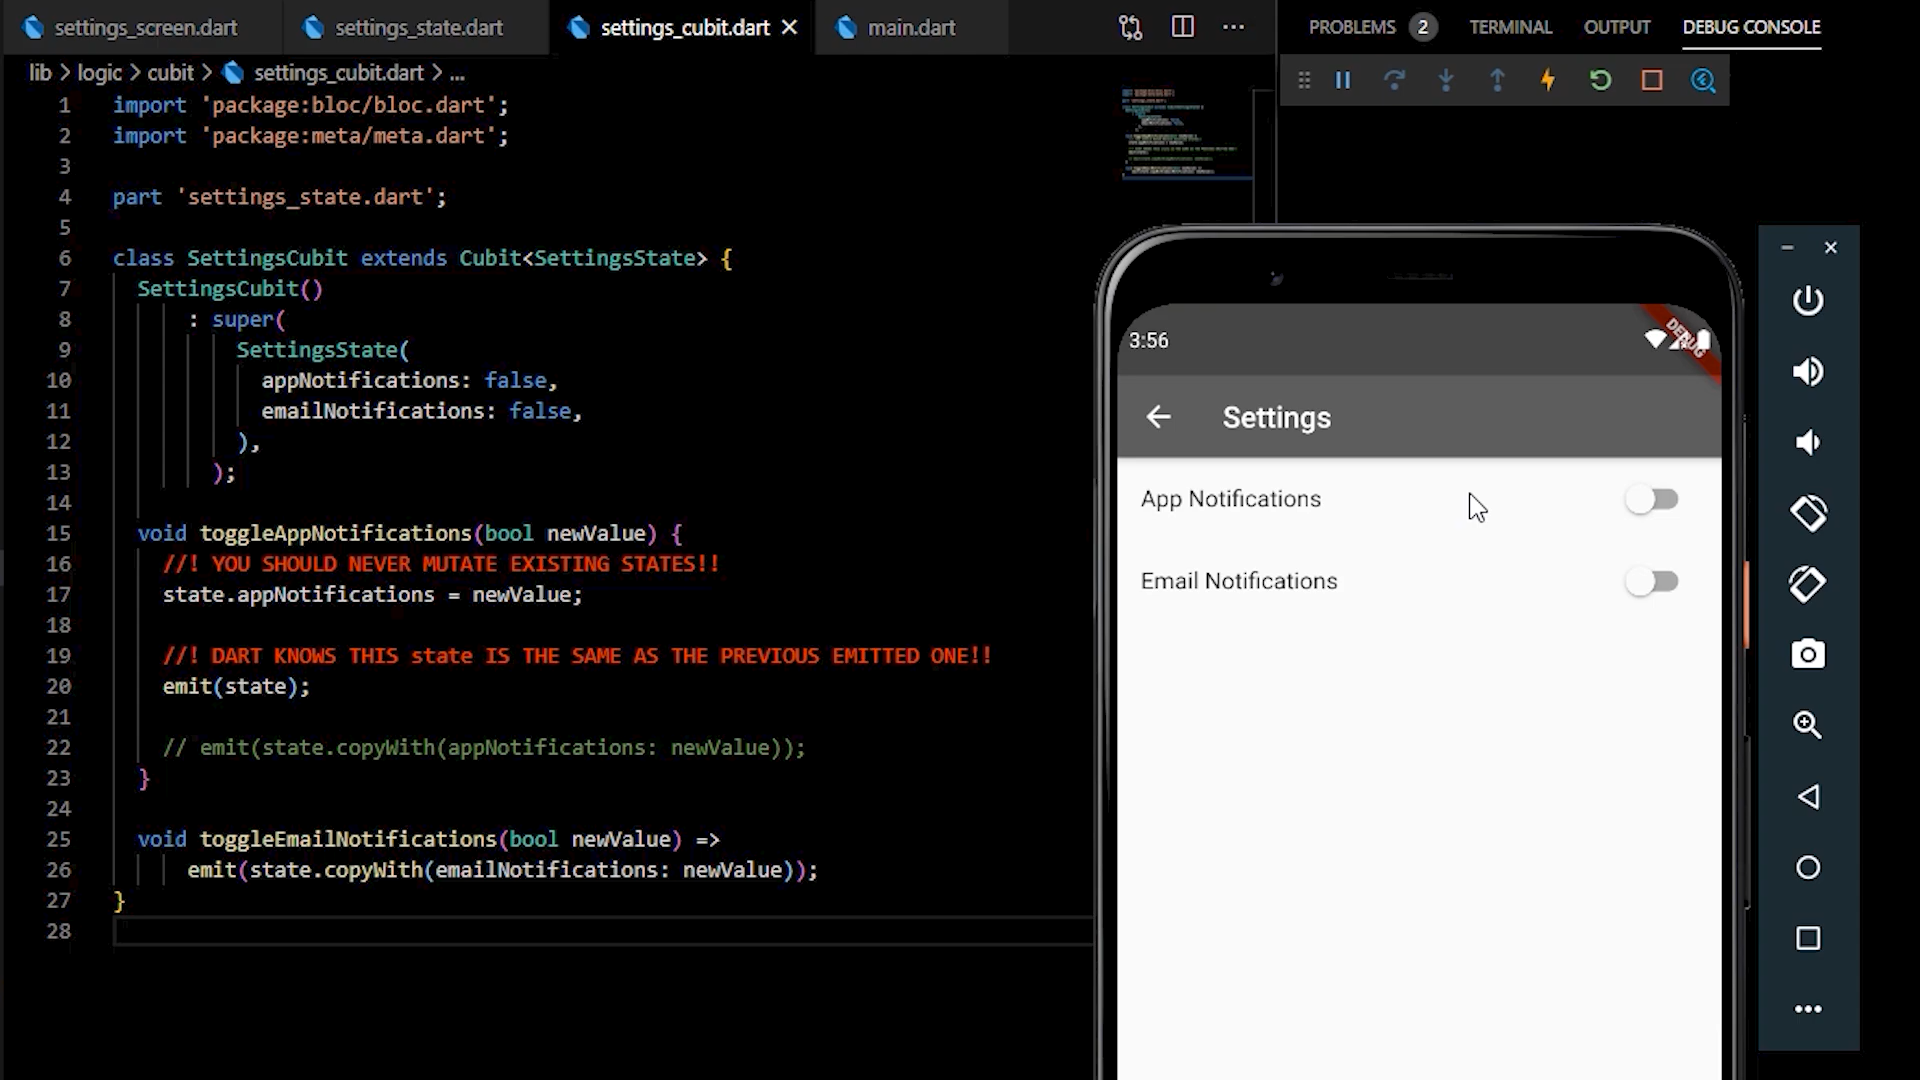 settings_screen.dart settings_state.dart settings_cubit.dart main.dart
PROBLEMS 2 TERMINAL OUTPUT DEBUG CONSOLE
lib > logic > cubit > settings_cubit.dart > ...
1 import 'package:bloc/bloc.dart';
2 import 'package:meta/meta.dart';
3
4 part 'settings_state.dart';
5
6 class SettingsCubit extends Cubit<SettingsState> {
7 SettingsCubit()
8 : super(
9 SettingsState(
10 appNotifications: false,
11 emailNotifications: false,
12 ),
13 );
14
15 void toggleAppNotifications(bool newValue) {
16 //! YOU SHOULD NEVER MUTATE EXISTING STATES!!
17 state.appNotifications = newValue;
18
19 //! DART KNOWS THIS state IS THE SAME AS THE PREVIOUS EMITTED ONE!!
20 emit(state);
21
22 // emit(state.copyWith(appNotifications: newValue));
23 }
24
25 void toggleEmailNotifications(bool newValue) =>
26 emit(state.copyWith(emailNotifications: newValue));
27 }
28
3:56
DEBUG
Settings
App Notifications
Email Notifications